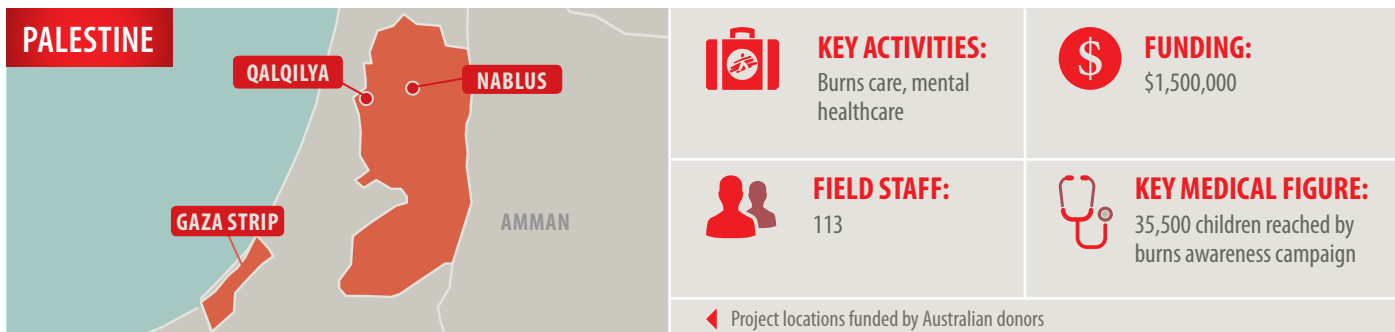 PALESTINE
QALQILYA
NABLUS
GAZA STRIP
AMMAN
KEY ACTIVITIES:
Burns care, mental
healthcare
$
FUNDING:
$1,500,000
FIELD STAFF:
113
KEY MEDICAL FIGURE:
35,500 children reached by
burns awareness campaign
Project locations funded by Australian donors